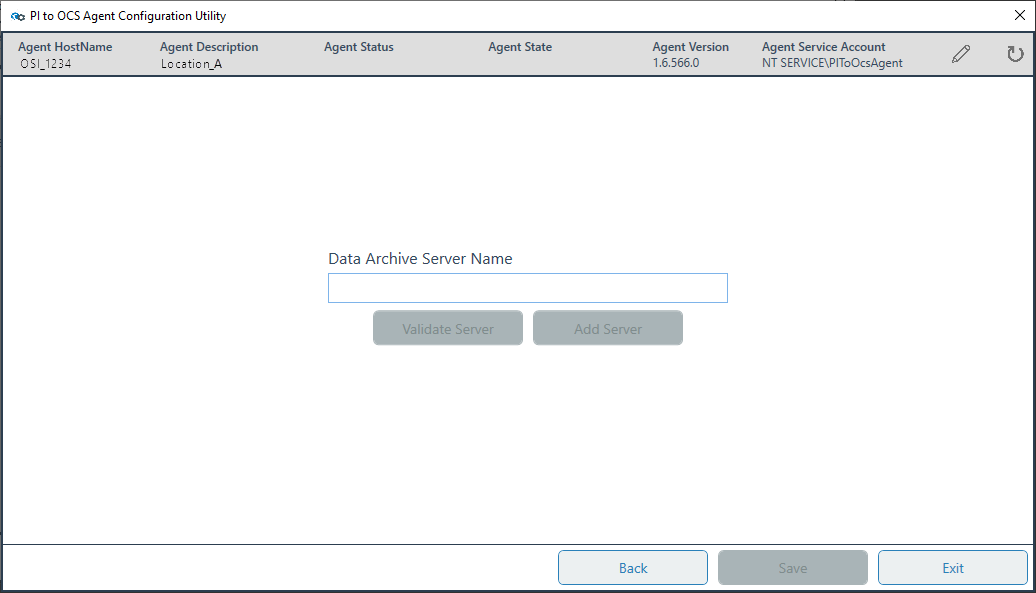 PI to OCS Agent Configuration Utility
Agent HostName Agent Description Agent Status Agent State Agent Version Agent Service Account
OSI_1234 Location_A 1.6.566.0 NT SERVICE\PIToOcsAgent
Data Archive Server Name
Validate Server Add Server
Back Save Exit